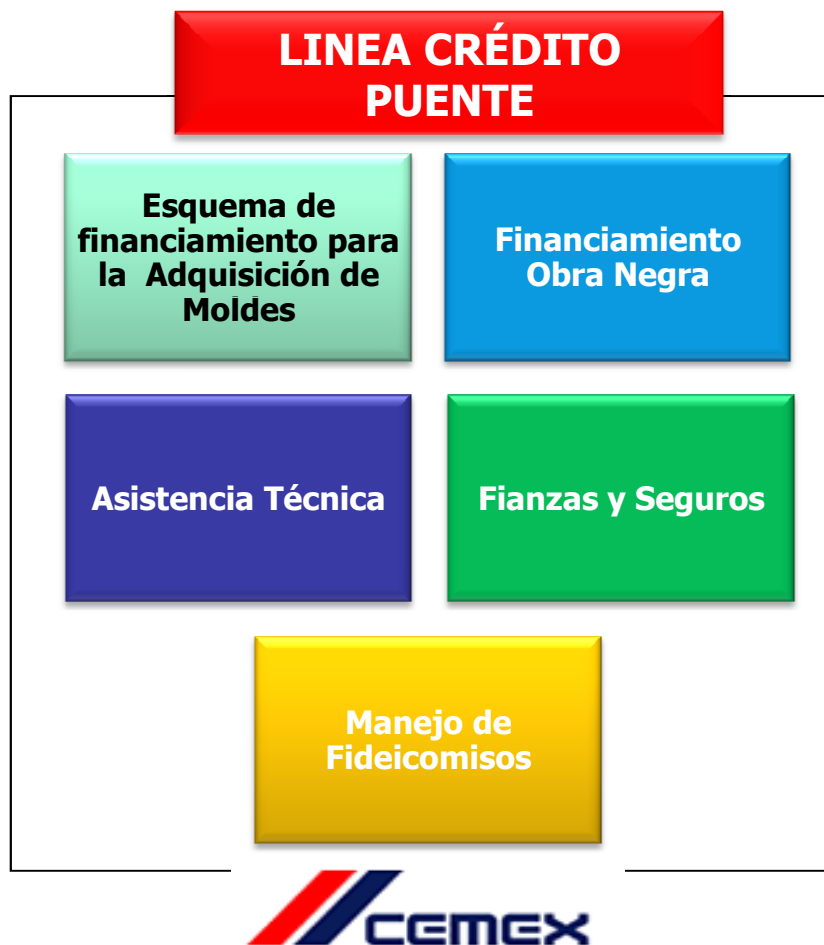 LINEA CRÉDITO
PUENTE
Esquema de
financiamiento para
la Adquisición de
Moldes
Financiamiento
Obra Negra
Asistencia Técnica
Fianzas y Seguros
Manejo de
Fideicomisos
CEMEX